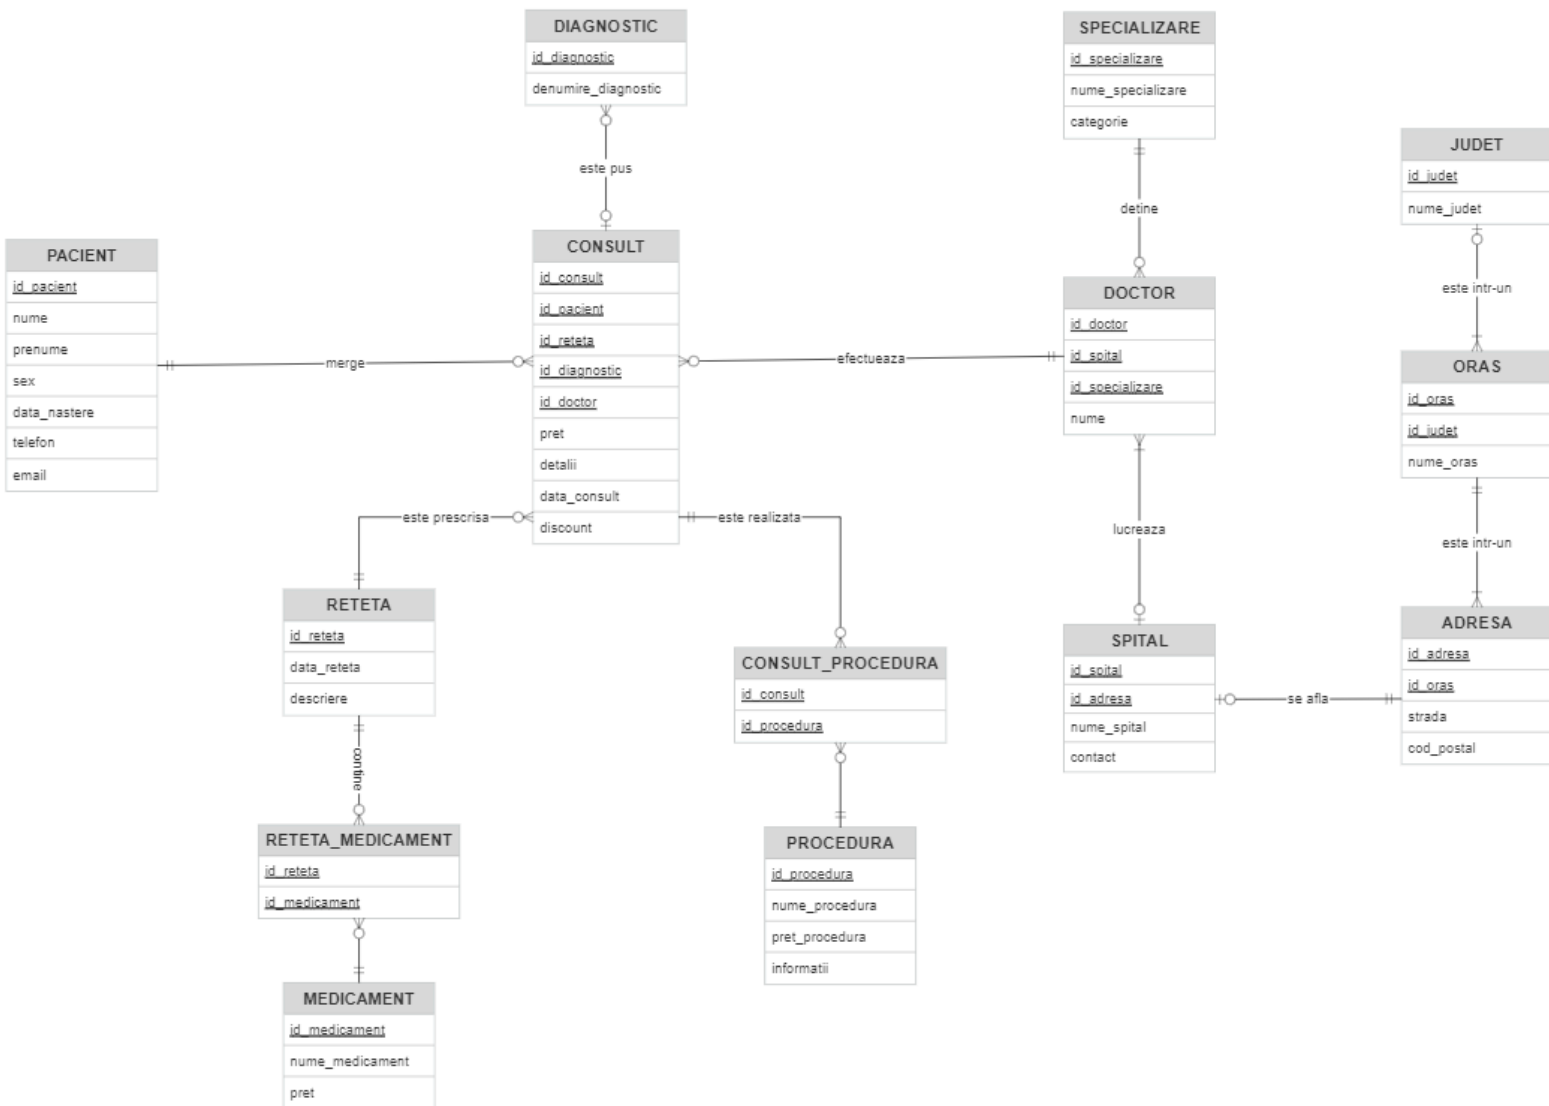 DIAGNOSTIC
id_diagnostic
denumire_diagnostic
este pus
SPECIALIZARE
id_specializare
nume_specializare
categorie
detine
JUDET
id_judet
nume_judet
este intr-un
PACIENT
id_pacient
nume
prenume
sex
data_nastere
telefon
email
merge
CONSULT
id_consult
id_pacient
id_reteta
id_diagnostic
id_doctor
pret
detalii
data_consult
discount
efectueaza
DOCTOR
id_doctor
id_spital
id_specializare
nume
lucreaza
ORAS
id_oras
id_judet
nume_oras
este intr-un
este prescrisa
este realizata
RETETA
id_reteta
data_reteta
descriere
contine
CONSULT_PROCEDURA
id_consult
id_procedura
SPITAL
id_spital
id_adresa
nume_spital
contact
se afla
ADRESA
id_adresa
id_oras
strada
cod_postal
RETETA_MEDICAMENT
id_reteta
id_medicament
PROCEDURA
id_procedura
nume_procedura
pret_procedura
informatii
MEDICAMENT
id_medicament
nume_medicament
pret